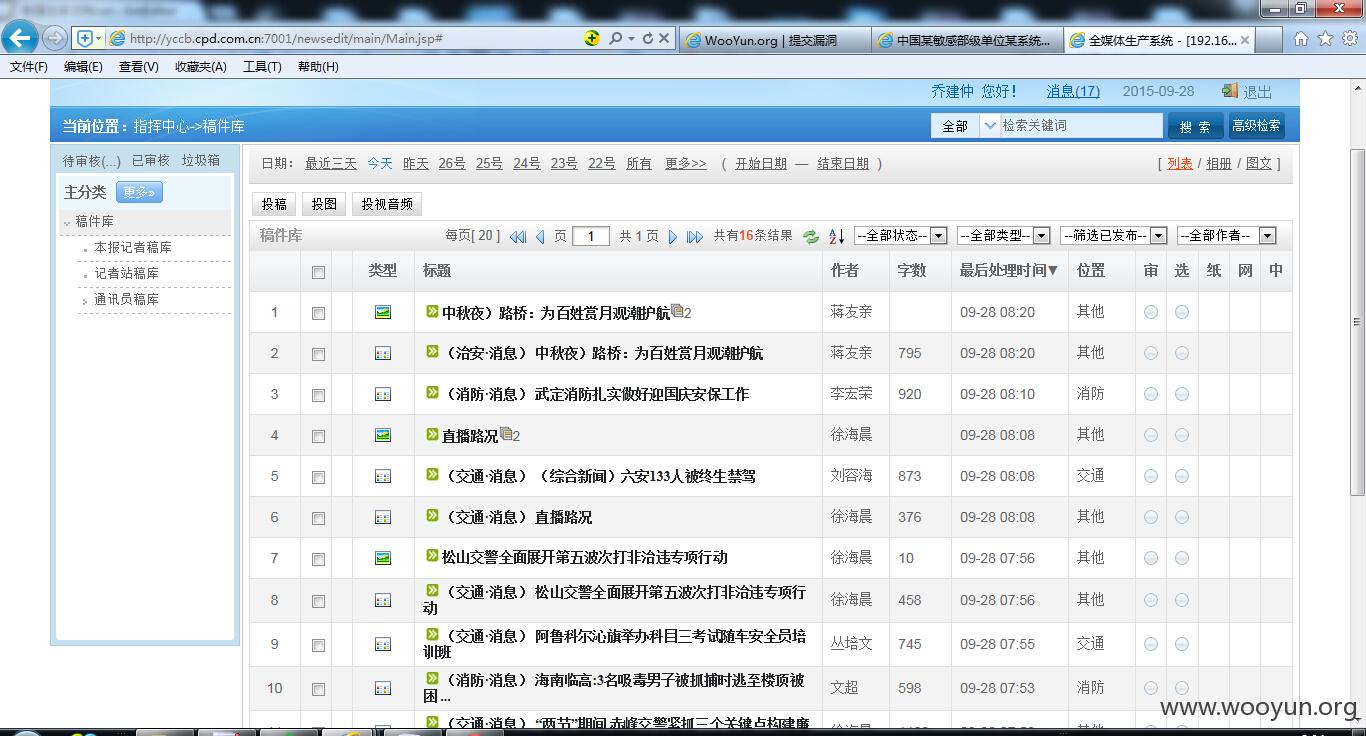 http://yccb.cpd.com.cn:7001/newsedit/main/Main.jsp#
WooYun.org | 提交漏洞
中国某敏感部级单位某系统...
全媒体生产系统 - [192.16...
文件(F) 编辑(E) 查看(V) 收藏夹(A) 工具(T) 帮助(H)
乔建仲 您好! 消息(17) 2015-09-28 退出
当前位置：指挥中心->稿件库
全部 检索关键词 搜 索 高级检索
待审核(...) 已审核 垃圾箱
主分类 更多»
稿件库
本报记者稿库
记者站稿库
通讯员稿库
日期： 最近三天 今天 昨天 26号 25号 24号 23号 22号 所有 更多>> ( 开始日期 — 结束日期 )
[ 列表 / 相册 / 图文 ]
投稿 投图 投视音频
稿件库 每页[ 20 ] 页 1 共 1 页 共有16条结果 --全部状态-- --全部类型-- --筛选已发布-- --全部作者--
类型 标题 作者 字数 最后处理时间▼ 位置 审 选 纸 网 中
1 中秋夜）路桥：为百姓赏月观潮护航 2 蒋友亲 09-28 08:20 其他
2 （治安·消息） 中秋夜）路桥：为百姓赏月观潮护航 蒋友亲 795 09-28 08:20 其他
3 （消防·消息） 武定消防扎实做好迎国庆安保工作 李宏荣 920 09-28 08:10 消防
4 直播路况 2 徐海晨 09-28 08:08 其他
5 （交通·消息） （综合新闻）六安133人被终生禁驾 刘容海 873 09-28 08:08 交通
6 （交通·消息） 直播路况 徐海晨 376 09-28 08:08 其他
7 松山交警全面展开第五波次打非治违专项行动 徐海晨 10 09-28 07:56 其他
8 （交通·消息） 松山交警全面展开第五波次打非治违专项行
动 徐海晨 458 09-28 07:56 其他
9 （交通·消息） 阿鲁科尔沁旗举办科目三考试随车安全员培
训班 丛培文 745 09-28 07:55 交通
10 （消防·消息） 海南临高:3名吸毒男子被抓捕时逃至楼顶被
困 ... 文超 598 09-28 07:53 消防
（交通·消息） “两节”期间 赤峰交警紧抓三个关键点构建廉
www.wooyun.org